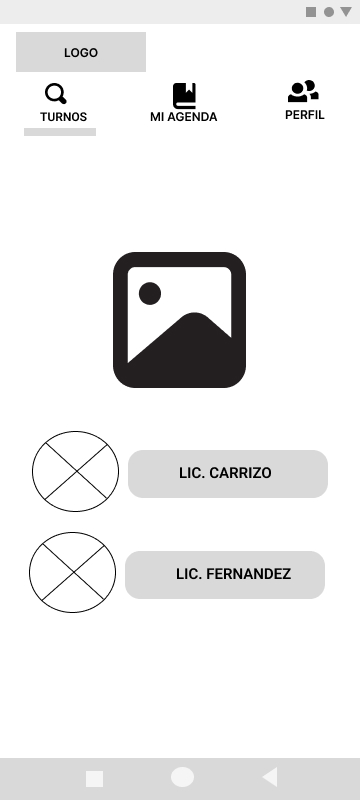 LOGO
TURNOS
MI AGENDA
PERFIL
LIC. CARRIZO
LIC. FERNANDEZ